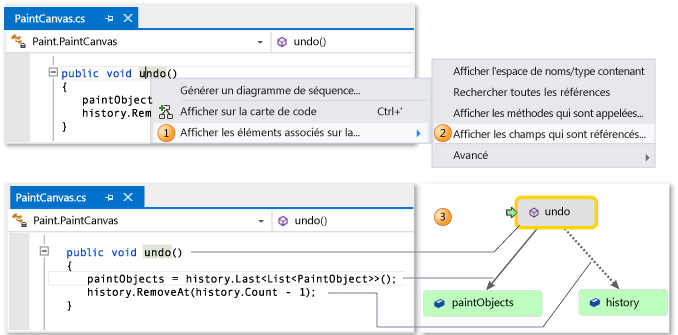 PaintCanvas.cs
Paint.PaintCanvas
undo()
public void undo()
{
paintObject
history.Rem
}
Générer un diagramme de séquence...
Afficher sur la carte de code Ctrl+'
1 Afficher les éléments associés sur la...
Afficher l'espace de noms/type contenant
Rechercher toutes les références
Afficher les méthodes qui sont appelées...
2 Afficher les champs qui sont référencés...
Avancé
PaintCanvas.cs
Paint.PaintCanvas
undo()
public void undo()
{
paintObjects = history.Last<List<PaintObject>>();
history.RemoveAt(history.Count - 1);
}
3
undo
paintObjects
history